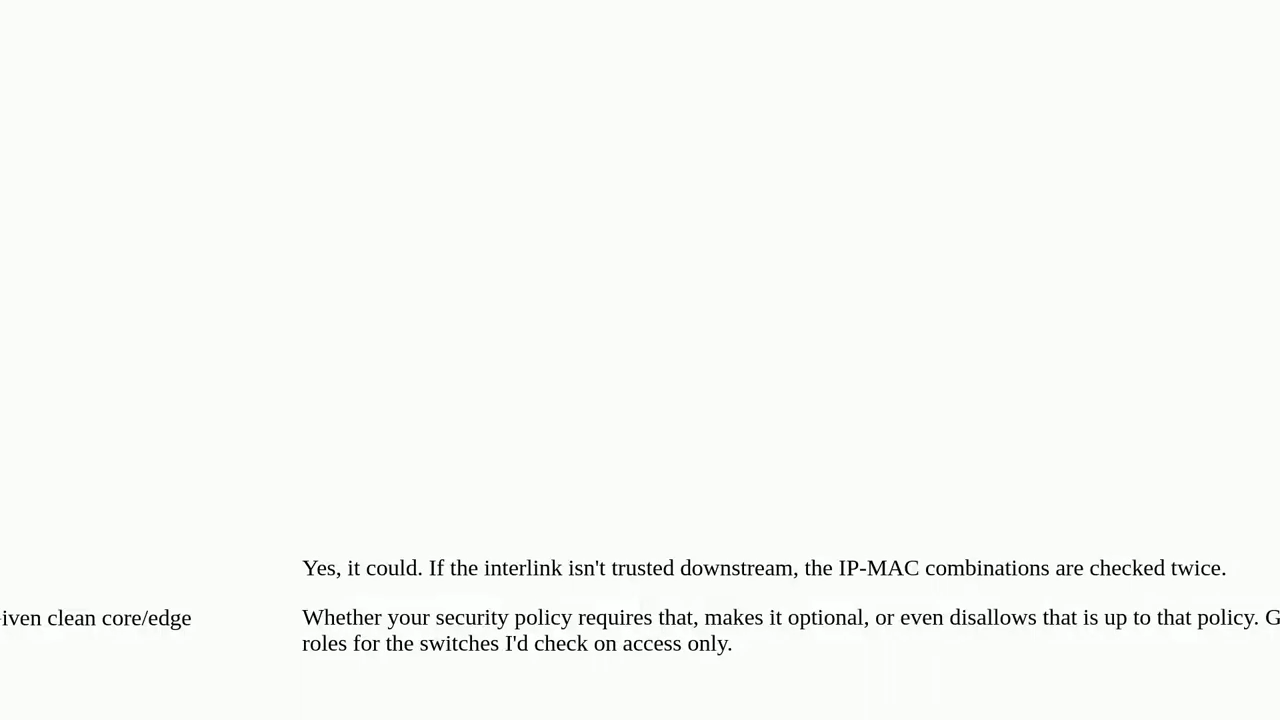 Yes, it could. If the interlink isn't trusted downstream, the IP-MAC combinations are checked twice.
iven clean core/edge
Whether your security policy requires that, makes it optional, or even disallows that is up to that policy. G
roles for the switches I'd check on access only.